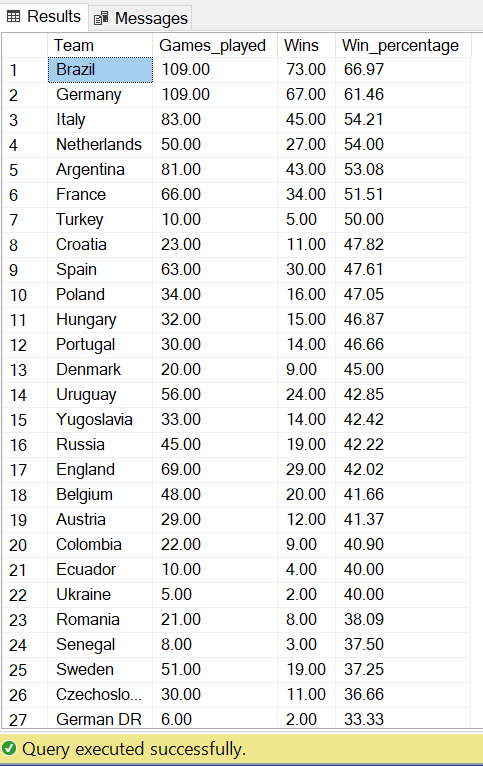 Results Messages
Team Games_played Wins Win_percentage
1 Brazil 109.00 73.00 66.97
2 Germany 109.00 67.00 61.46
3 Italy 83.00 45.00 54.21
4 Netherlands 50.00 27.00 54.00
5 Argentina 81.00 43.00 53.08
6 France 66.00 34.00 51.51
7 Turkey 10.00 5.00 50.00
8 Croatia 23.00 11.00 47.82
9 Spain 63.00 30.00 47.61
10 Poland 34.00 16.00 47.05
11 Hungary 32.00 15.00 46.87
12 Portugal 30.00 14.00 46.66
13 Denmark 20.00 9.00 45.00
14 Uruguay 56.00 24.00 42.85
15 Yugoslavia 33.00 14.00 42.42
16 Russia 45.00 19.00 42.22
17 England 69.00 29.00 42.02
18 Belgium 48.00 20.00 41.66
19 Austria 29.00 12.00 41.37
20 Colombia 22.00 9.00 40.90
21 Ecuador 10.00 4.00 40.00
22 Ukraine 5.00 2.00 40.00
23 Romania 21.00 8.00 38.09
24 Senegal 8.00 3.00 37.50
25 Sweden 51.00 19.00 37.25
26 Czechoslo... 30.00 11.00 36.66
27 German DR 6.00 2.00 33.33
Query executed successfully.